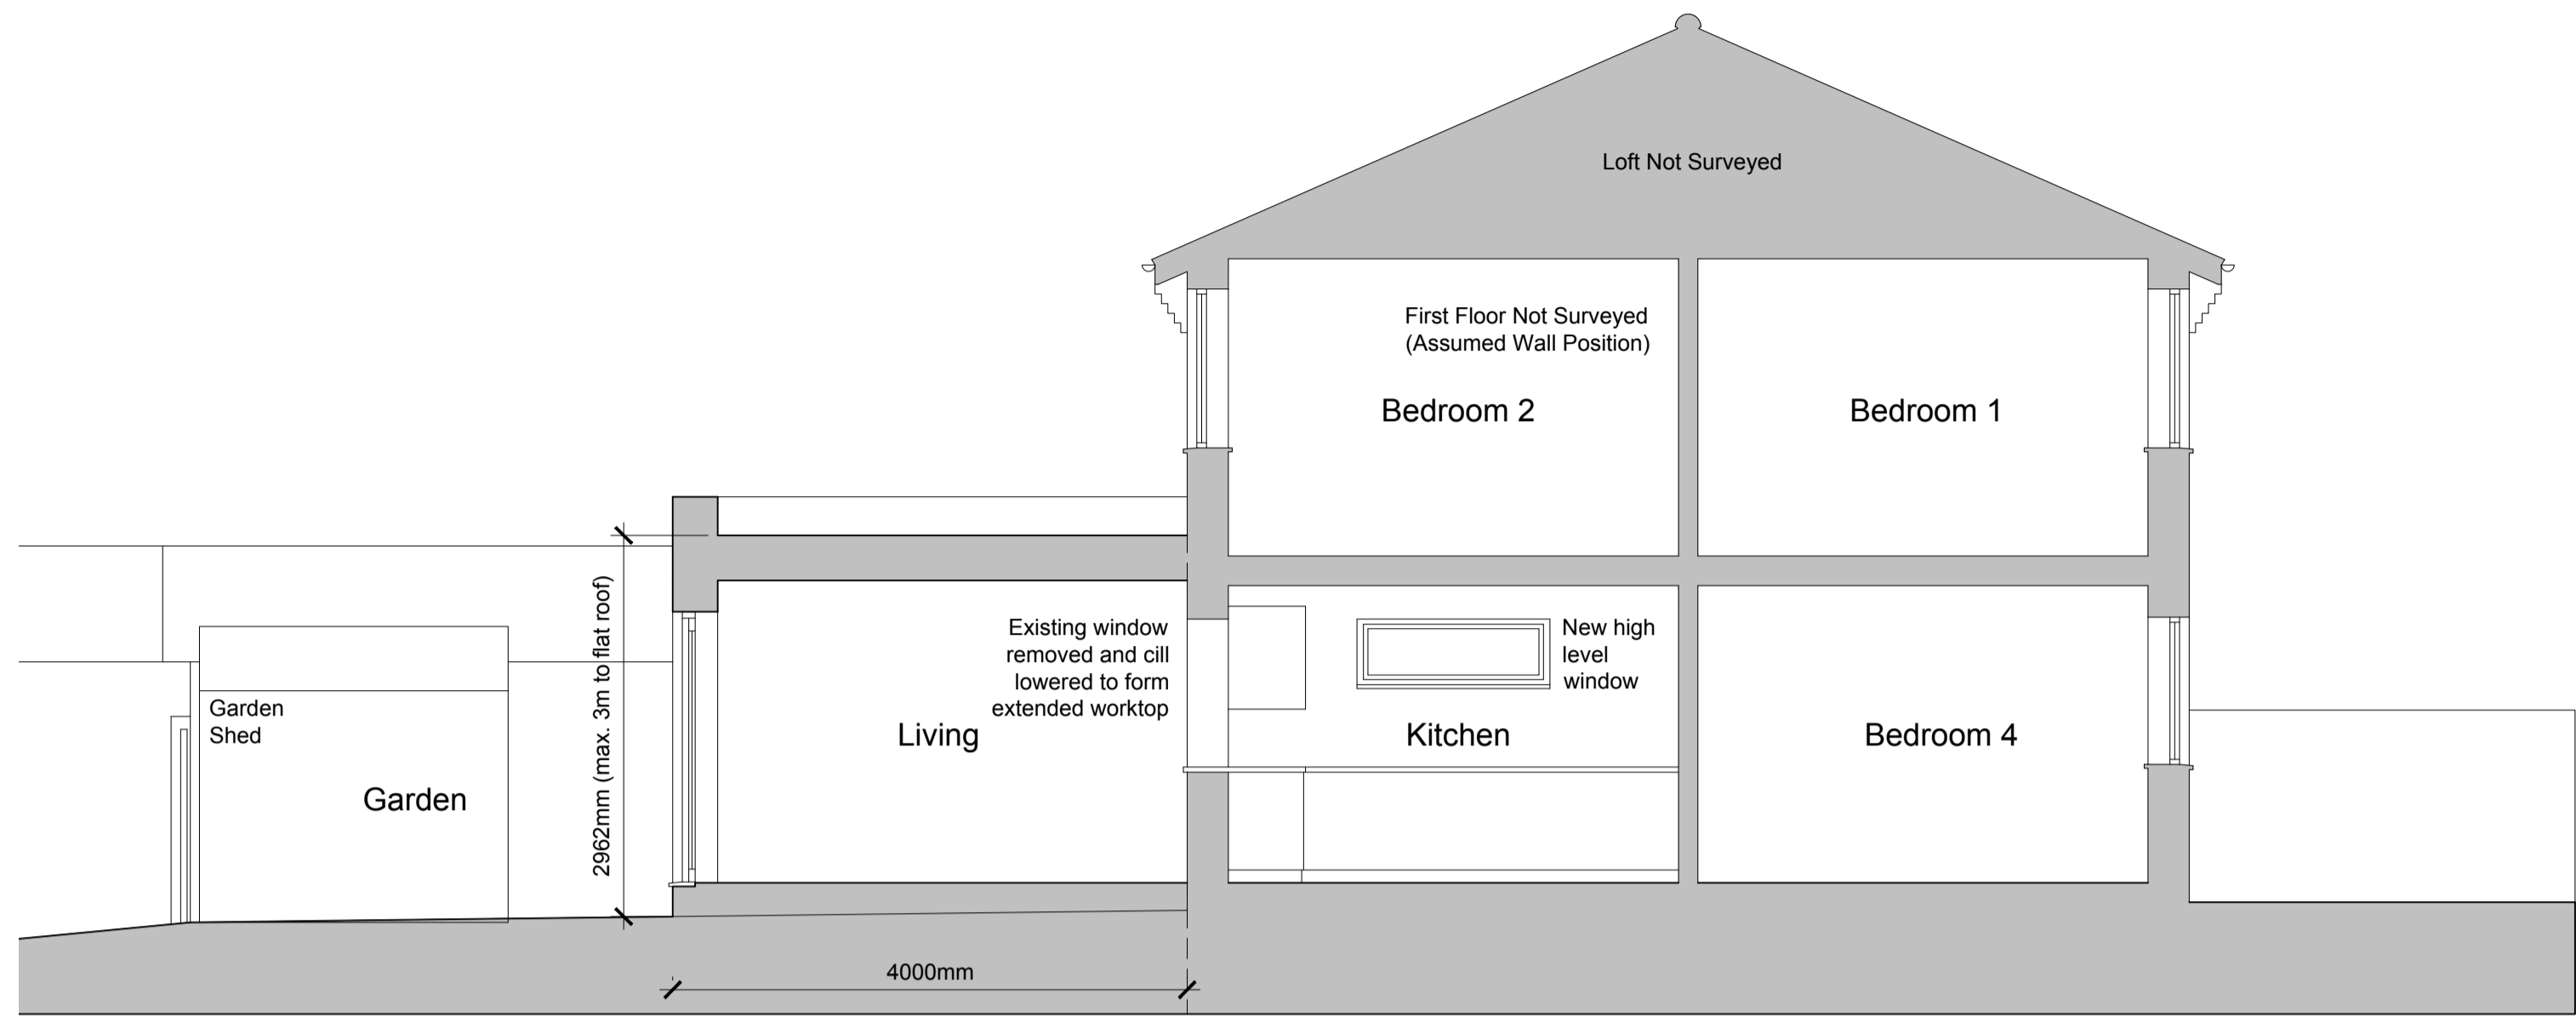 Loft Not Surveyed
First Floor Not Surveyed
(Assumed Wall Position)
Bedroom 2
Bedroom 1
2962mm (max. 3m to flat roof)
Existing window
removed and cill
lowered to form
extended worktop
New high
level
window
Garden
Shed
Living
Kitchen
Bedroom 4
Garden
4000mm